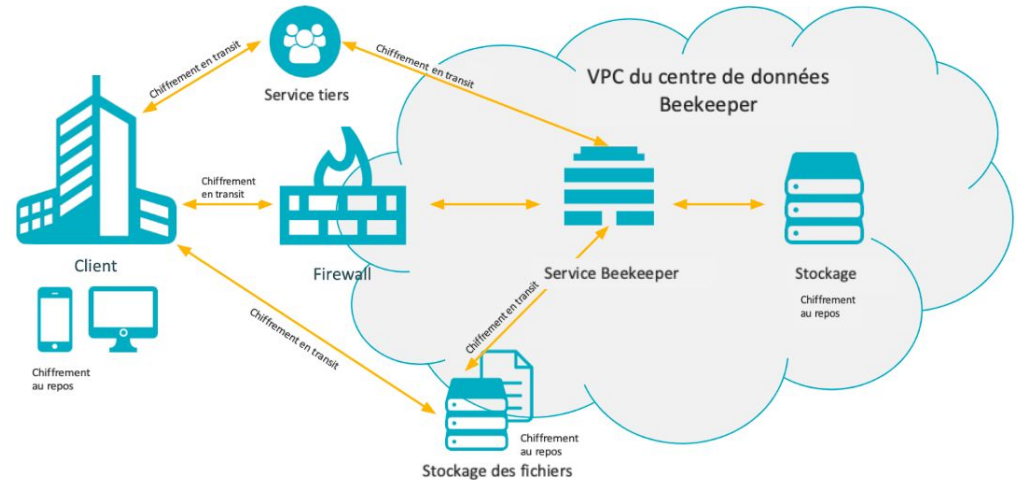 Chiffrement en transit
Service tiers
Chiffrement en transit
VPC du centre de données
Beekeeper
Chiffrement
en transit
Client
Firewall
Service Beekeeper
Stockage
Chiffrement
au repos
Chiffrement en transit
Chiffrement en transit
Chiffrement
au repos
Chiffrement
au repos
Stockage des fichiers